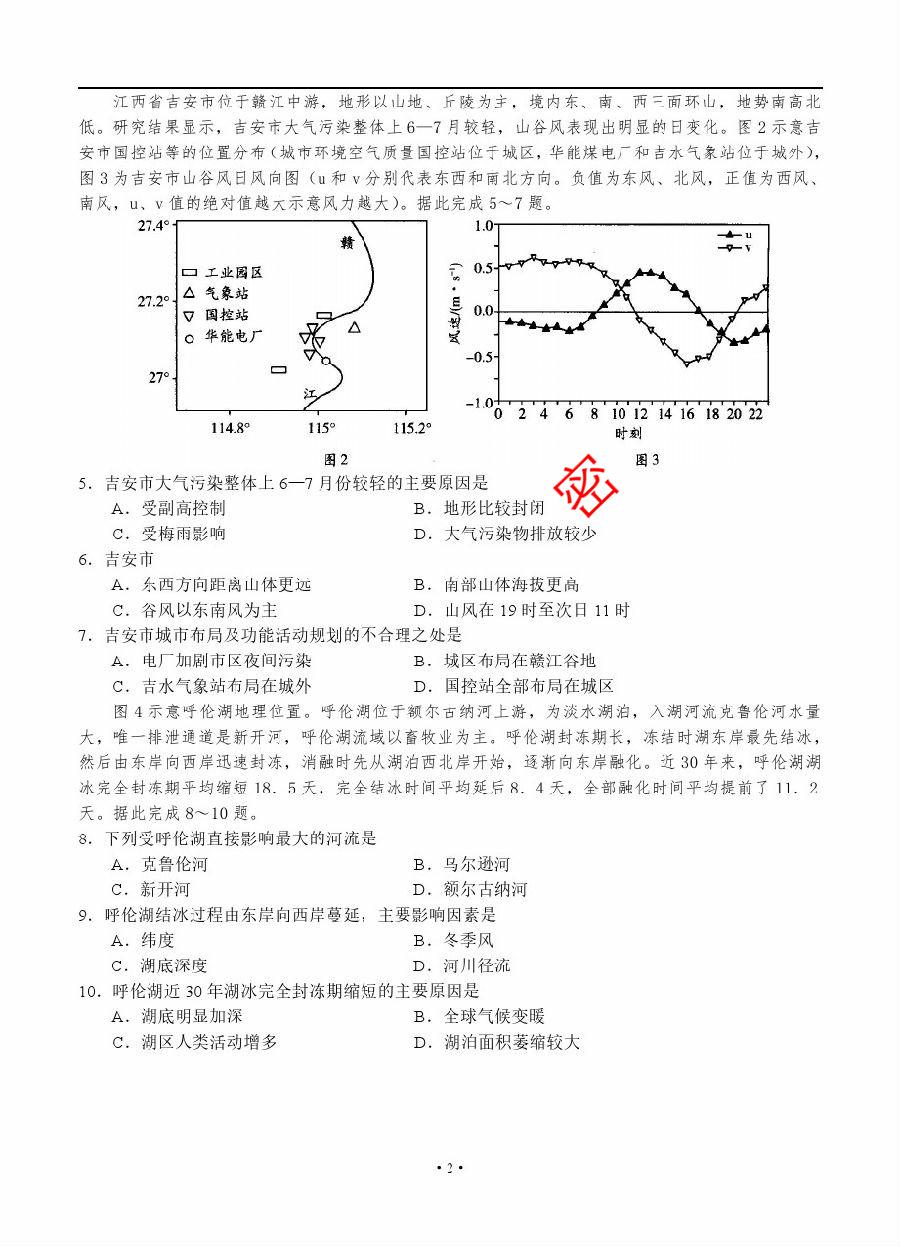 江西省吉安市位于赣江中游，地形以山地、丘陵为主，境内东、南、西三面环山，地势南高北
低。研究结果显示，吉安市大气污染整体上 6—7 月较轻，山谷风表现出明显的日变化。图 2 示意吉
安市国控站等的位置分布（城市环境空气质量国控站位于城区，华能煤电厂和吉水气象站位于城外），
图 3 为吉安市山谷风日风向图（u 和 v 分别代表东西和南北方向。负值为东风、北风，正值为西风、
南风，u、v 值的绝对值越大示意风力越大）。据此完成 5～7 题。
27.4°
27.2°
27°
赣
工业园区
气象站
国控站
华能电厂
江
114.8° 115° 115.2°
图2
1.0
0.5
0.0
-0.5
-1.0
风速/(m·s⁻¹)
u
v
0 2 4 6 8 10 12 14 16 18 20 22
时刻
图3
密
5．吉安市大气污染整体上 6—7 月份较轻的主要原因是
A．受副高控制 B．地形比较封闭
C．受梅雨影响 D．大气污染物排放较少
6．吉安市
A．东西方向距离山体更远 B．南部山体海拔更高
C．谷风以东南风为主 D．山风在 19 时至次日 11 时
7．吉安市城市布局及功能活动规划的不合理之处是
A．电厂加剧市区夜间污染 B．城区布局在赣江谷地
C．吉水气象站布局在城外 D．国控站全部布局在城区
图 4 示意呼伦湖地理位置。呼伦湖位于额尔古纳河上游，为淡水湖泊，入湖河流克鲁伦河水量
大，唯一排泄通道是新开河，呼伦湖流域以畜牧业为主。呼伦湖封冻期长，冻结时湖东岸最先结冰，
然后由东岸向西岸迅速封冻，消融时先从湖泊西北岸开始，逐渐向东岸融化。近 30 年来，呼伦湖湖
冰完全封冻期平均缩短 18．5 天，完全结冰时间平均延后 8．4 天，全部融化时间平均提前了 11．2
天。据此完成 8～10 题。
8．下列受呼伦湖直接影响最大的河流是
A．克鲁伦河 B．乌尔逊河
C．新开河 D．额尔古纳河
9．呼伦湖结冰过程由东岸向西岸蔓延，主要影响因素是
A．纬度 B．冬季风
C．湖底深度 D．河川径流
10．呼伦湖近 30 年湖冰完全封冻期缩短的主要原因是
A．湖底明显加深 B．全球气候变暖
C．湖区人类活动增多 D．湖泊面积萎缩较大
·2·